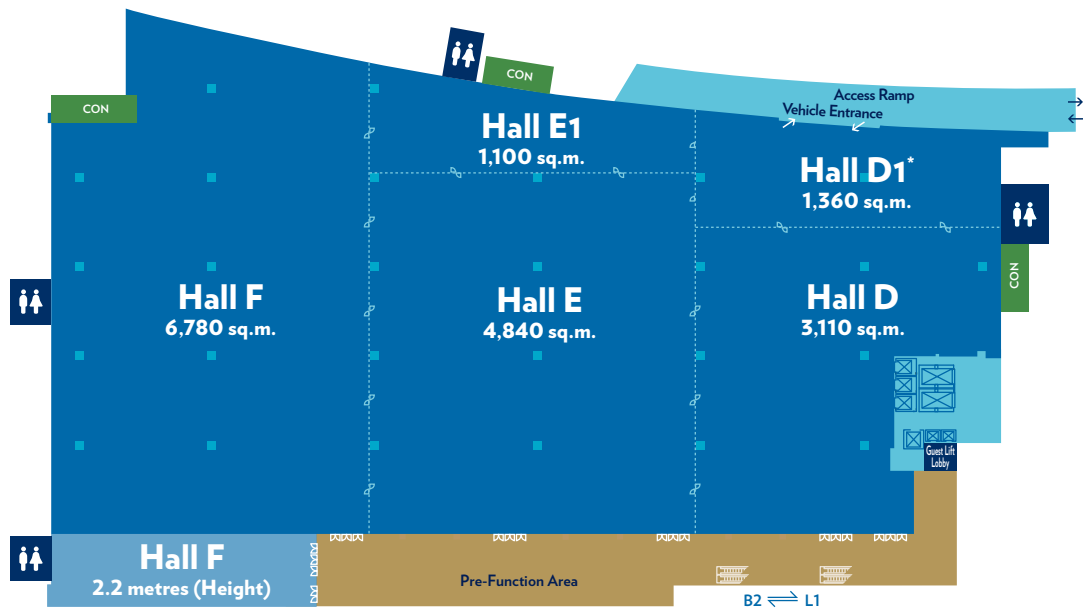 CON
CON
Access Ramp
Vehicle Entrance
Hall E1
1,100 sq.m.
Hall D1*
1,360 sq.m.
CON
Hall F
6,780 sq.m.
Hall E
4,840 sq.m.
Hall D
3,110 sq.m.
Guest Lift
Lobby
Hall F
2.2 metres (Height)
Pre-Function Area
B2 ⇌ L1